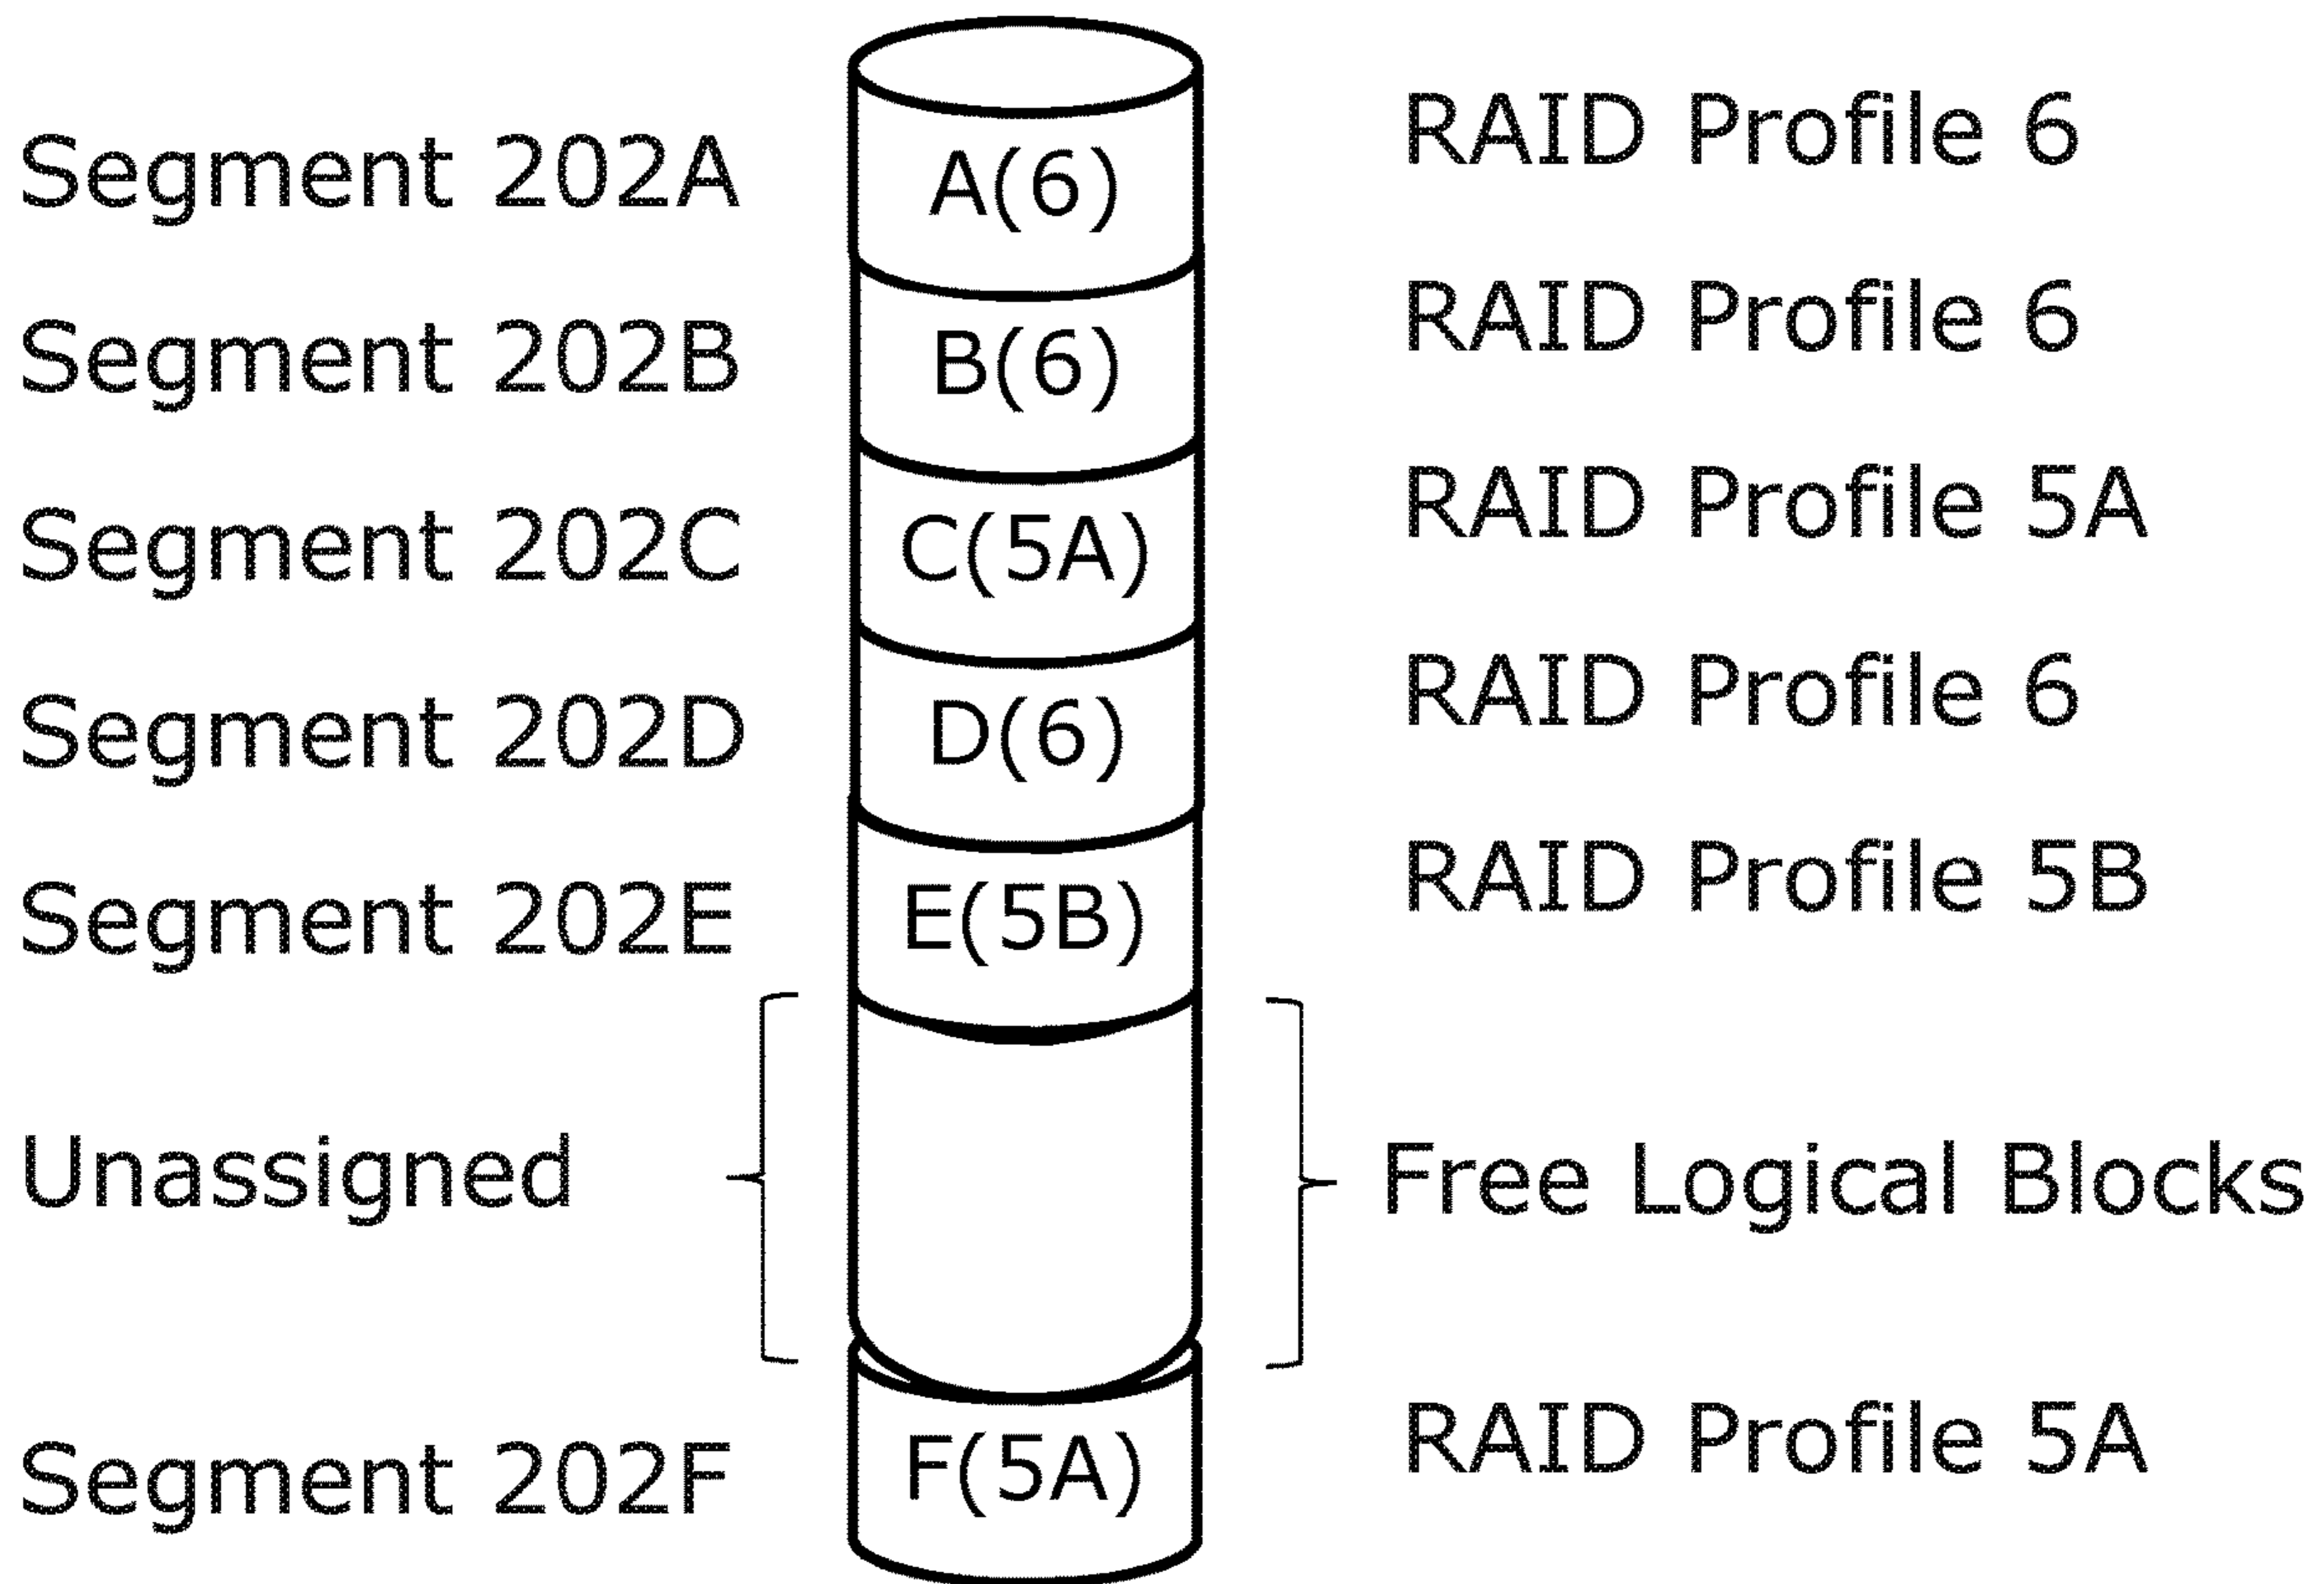 Segment 202A A(6) RAID Profile 6
Segment 202B B(6) RAID Profile 6
Segment 202C C(5A) RAID Profile 5A
Segment 202D D(6) RAID Profile 6
Segment 202E E(5B) RAID Profile 5B
Unassigned Free Logical Blocks
Segment 202F F(5A) RAID Profile 5A